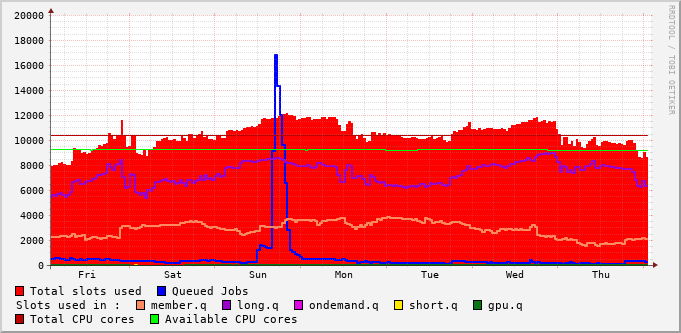 RRDTOOL / TOBI OETIKER
20000
18000
16000
14000
12000
10000
8000
6000
4000
2000
0
Fri Sat Sun Mon Tue Wed Thu
Total slots used Queued Jobs
Slots used in : member.q long.q ondemand.q short.q gpu.q
Total CPU cores Available CPU cores